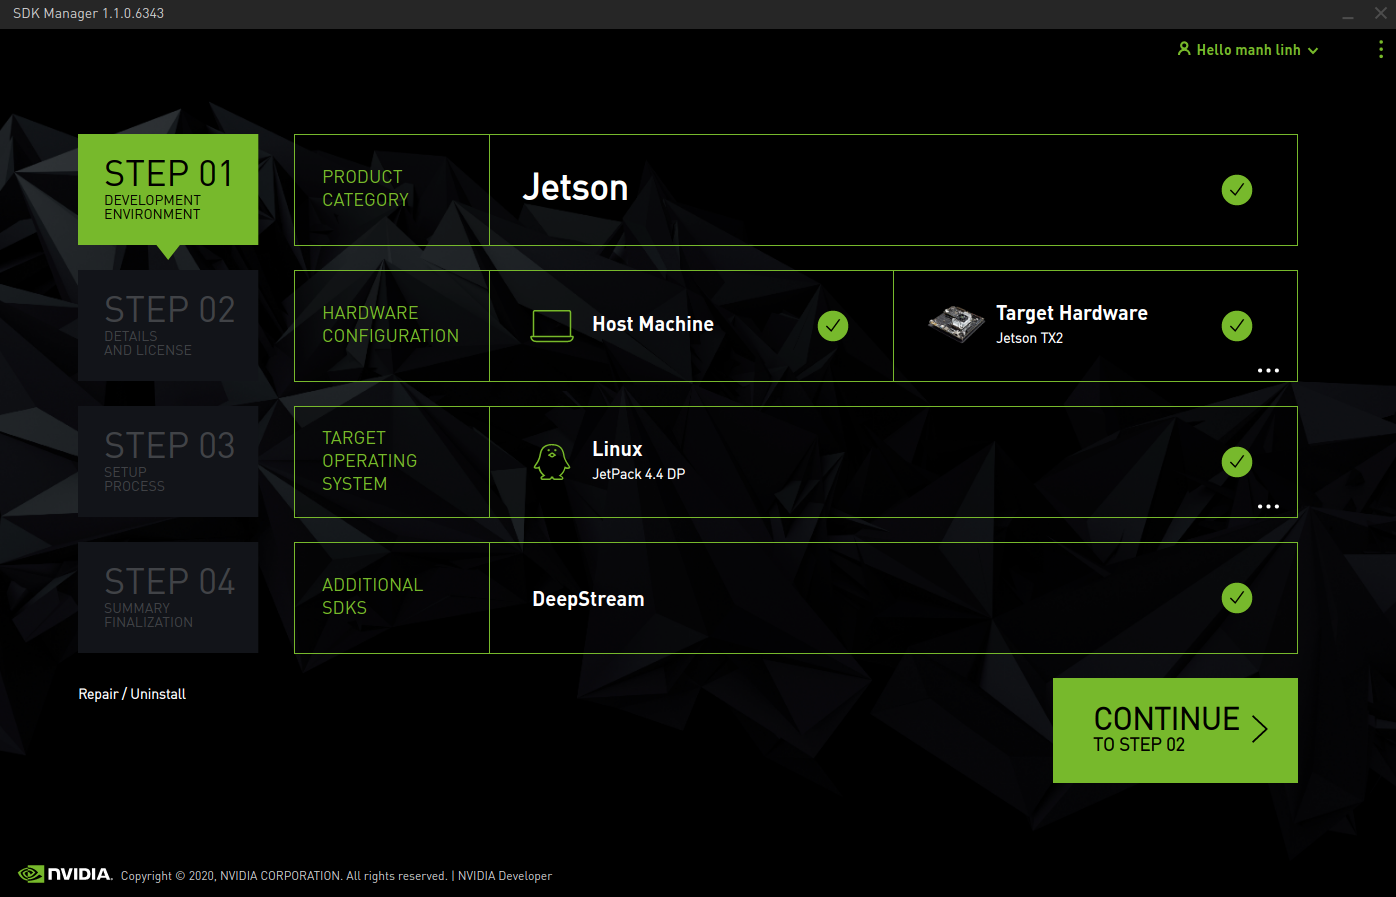 SDK Manager 1.1.0.6343
Hello manh linh
STEP 01
DEVELOPMENT
ENVIRONMENT
PRODUCT
CATEGORY
Jetson
STEP 02
DETAILS
AND LICENSE
HARDWARE
CONFIGURATION
Host Machine
Target Hardware
Jetson TX2
STEP 03
SETUP
PROCESS
TARGET
OPERATING
SYSTEM
Linux
JetPack 4.4 DP
STEP 04
SUMMARY
FINALIZATION
ADDITIONAL
SDKS
DeepStream
Repair / Uninstall
CONTINUE
TO STEP 02
NVIDIA. Copyright © 2020, NVIDIA CORPORATION. All rights reserved. | NVIDIA Developer